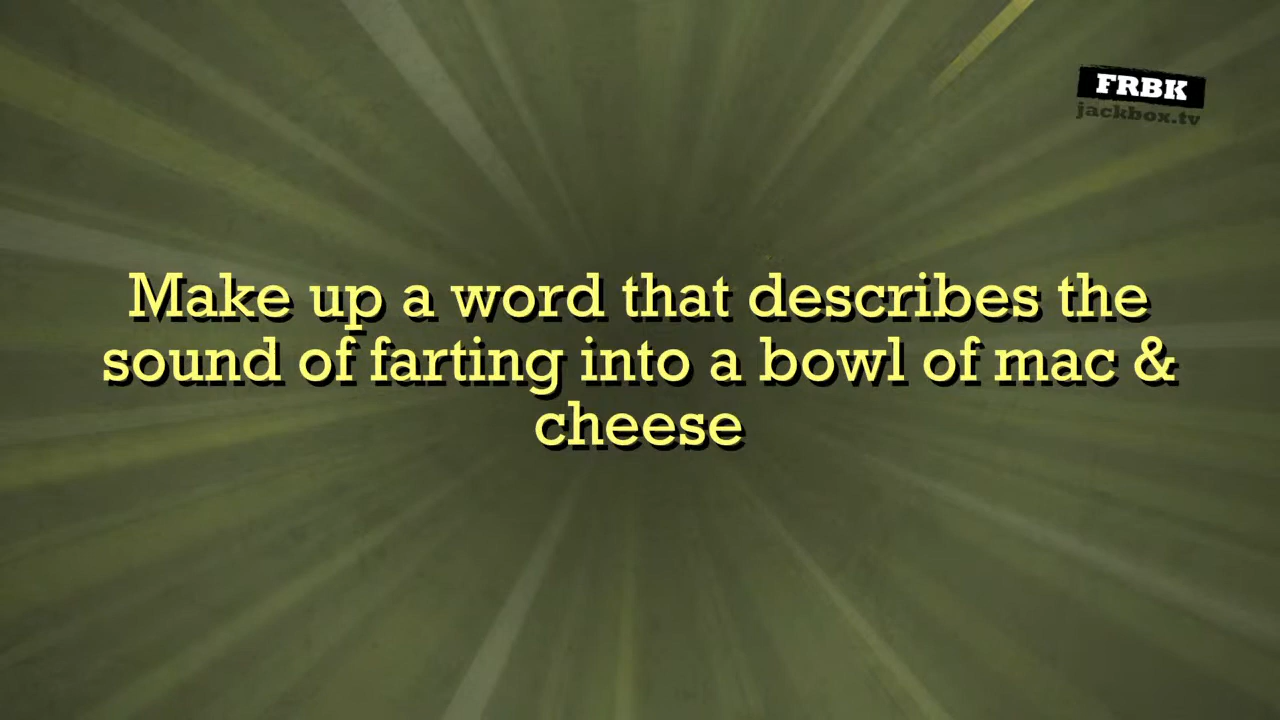 FRBK
jackbox.tv
Make up a word that describes the
sound of farting into a bowl of mac &
cheese